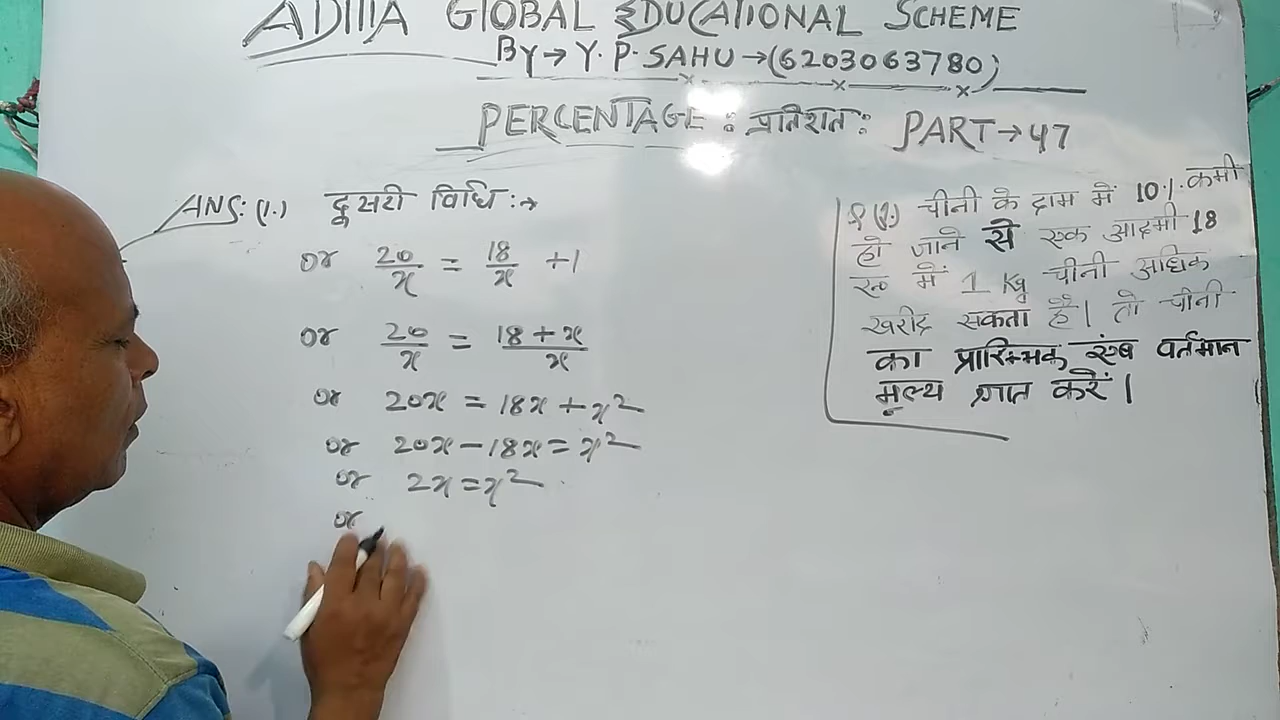 ADITIA GLOBAL EDUCATIONAL SCHEME
BY → Y. P. SAHU → (6203063780)
PERCENTAGE : प्रतिशत : PART → 47
ANS: (1.) दूसरी विधि :→
or 20/x = 18/x + 1
or 20/x = (18 + x)/x
or 20x = 18x + x²
or 20x - 18x = x²
or 2x = x²
or
Q (1.) चीनी के दाम में 10 % कमी
हो जाने से एक आदमी 18
रु० में 1 Kg चीनी अधिक
खरीद सकता है। तो चीनी
का प्रारम्भिक एंव वर्तमान
मूल्य ज्ञात करें।